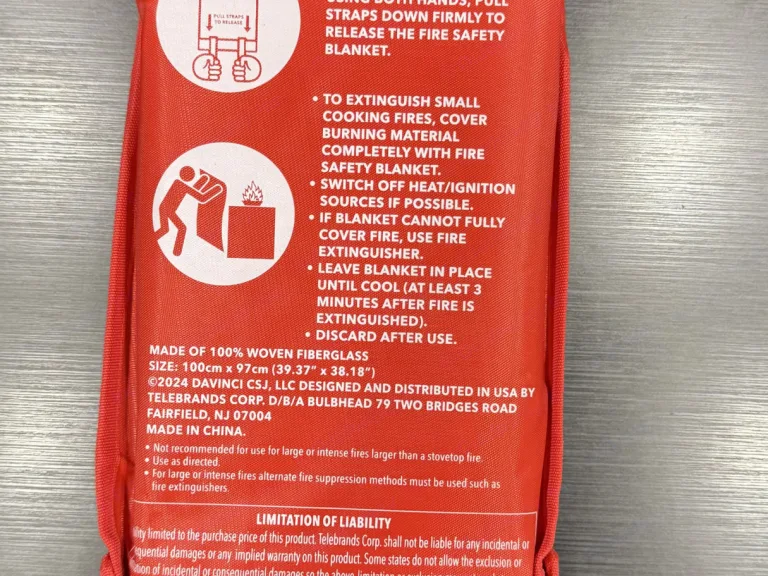 PULL STRAPS
TO RELEASE
USING BOTH HANDS, PULL
STRAPS DOWN FIRMLY TO
RELEASE THE FIRE SAFETY
BLANKET.
• TO EXTINGUISH SMALL
COOKING FIRES, COVER
BURNING MATERIAL
COMPLETELY WITH FIRE
SAFETY BLANKET.
• SWITCH OFF HEAT/IGNITION
SOURCES IF POSSIBLE.
• IF BLANKET CANNOT FULLY
COVER FIRE, USE FIRE
EXTINGUISHER.
• LEAVE BLANKET IN PLACE
UNTIL COOL (AT LEAST 3
MINUTES AFTER FIRE IS
EXTINGUISHED).
• DISCARD AFTER USE.
MADE OF 100% WOVEN FIBERGLASS
SIZE: 100cm x 97cm (39.37" x 38.18")
©2024 DAVINCI CSJ, LLC DESIGNED AND DISTRIBUTED IN USA BY
TELEBRANDS CORP. D/B/A BULBHEAD 79 TWO BRIDGES ROAD
FAIRFIELD, NJ 07004
MADE IN CHINA.
• Not recommended for use for large or intense fires larger than a stovetop fire.
• Use as directed.
• For large or intense fires alternate fire suppression methods must be used such as
fire extinguishers.
LIMITATION OF LIABILITY
limited to the purchase price of this product. Telebrands Corp. shall not be liable for any incidental or
damages or any implied warranty on this product. Some states do not allow the exclusion or
of incidental or consequential damages so the above limitation or